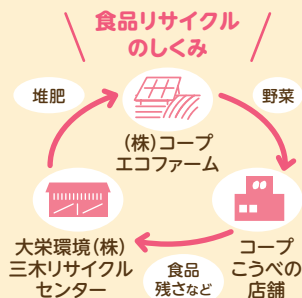 食品リサイクル
のしくみ
堆肥
野菜
(株)コープ
エコファーム
大栄環境(株)
三木リサイクル
センター
食品
残さなど
コープ
こうべの
店舗